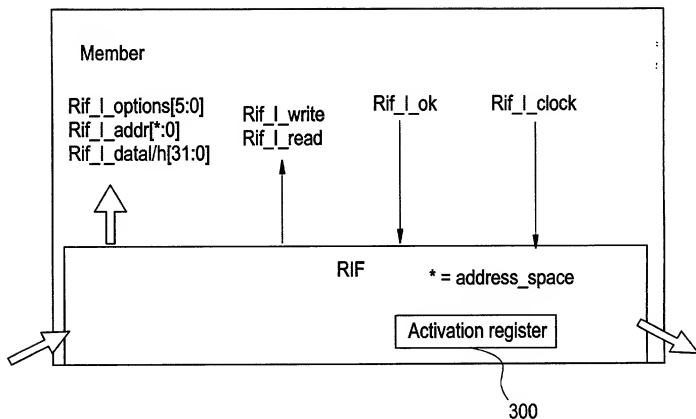 Member
Rif_I_options[5:0]
Rif_I_addr[*:0]
Rif_I_datal/h[31:0]
Rif_I_write
Rif_I_read
Rif_I_ok
Rif_I_clock
RIF
* = address_space
Activation register
300